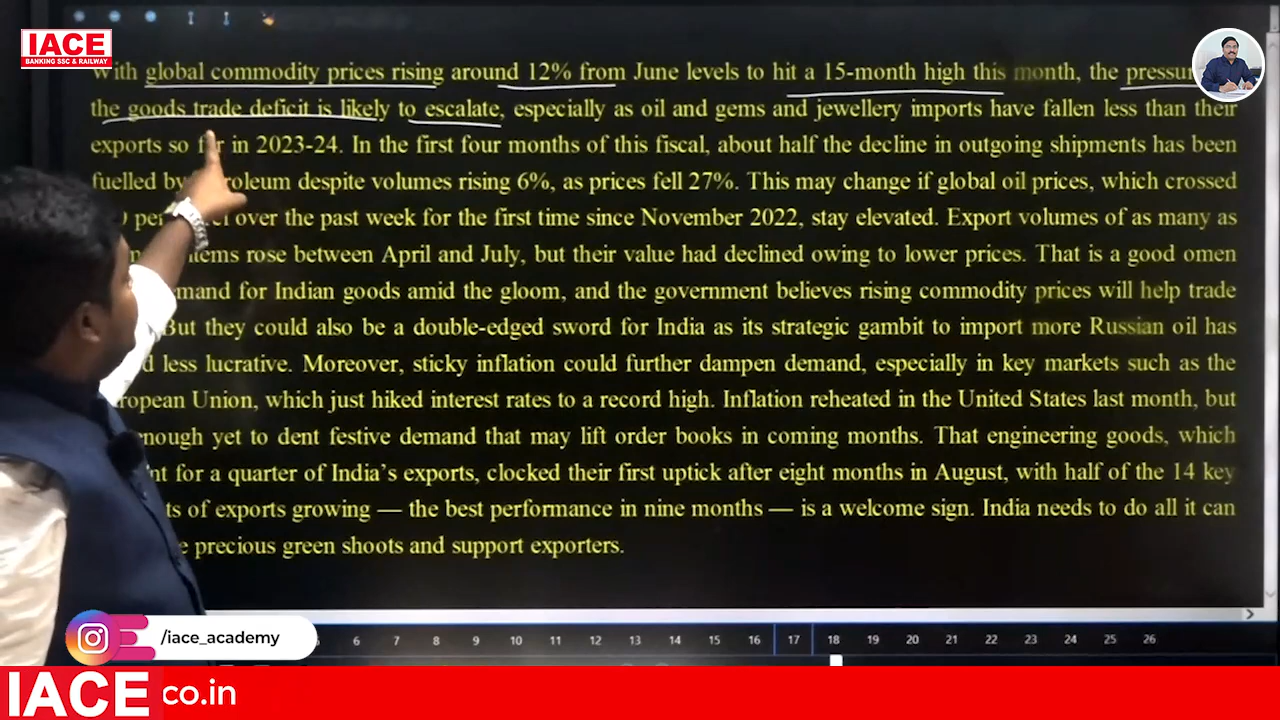 IACE
BANKING SSC & RAILWAY
With global commodity prices rising around 12% from June levels to hit a 15-month high this month, the
the goods trade deficit is likely to escalate, especially as oil and gems and jewellery imports have fallen less than their
exports so in 2023-24. In the first four months of this fiscal, about half the decline in outgoing shipments has been
fuelled by despite volumes rising 6%, as prices fell 27%. This may change if global oil prices, which crossed
over the past week for the first time since November 2022, stay elevated. Export volumes of as many as
rose between April and July, but their value had declined owing to lower prices. That is a good omen
for Indian goods amid the gloom, and the government believes rising commodity prices will help trade
But they could also be a double-edged sword for India as its strategic gambit to import more Russian oil has
less lucrative. Moreover, sticky inflation could further dampen demand, especially in key markets such as the
Union, which just hiked interest rates to a record high. Inflation reheated in the United States last month, but
enough yet to dent festive demand that may lift order books in coming months. That engineering goods, which
for a quarter of India's exports, clocked their first uptick after eight months in August, with half of the 14 key
of exports growing — the best performance in nine months — is a welcome sign. India needs to do all it can
precious green shoots and support exporters.
/iace_academy
6 7 8 9 10 11 12 13 14 15 16 17 18 19 20 21 22 23 24 25 26
IACE co.in